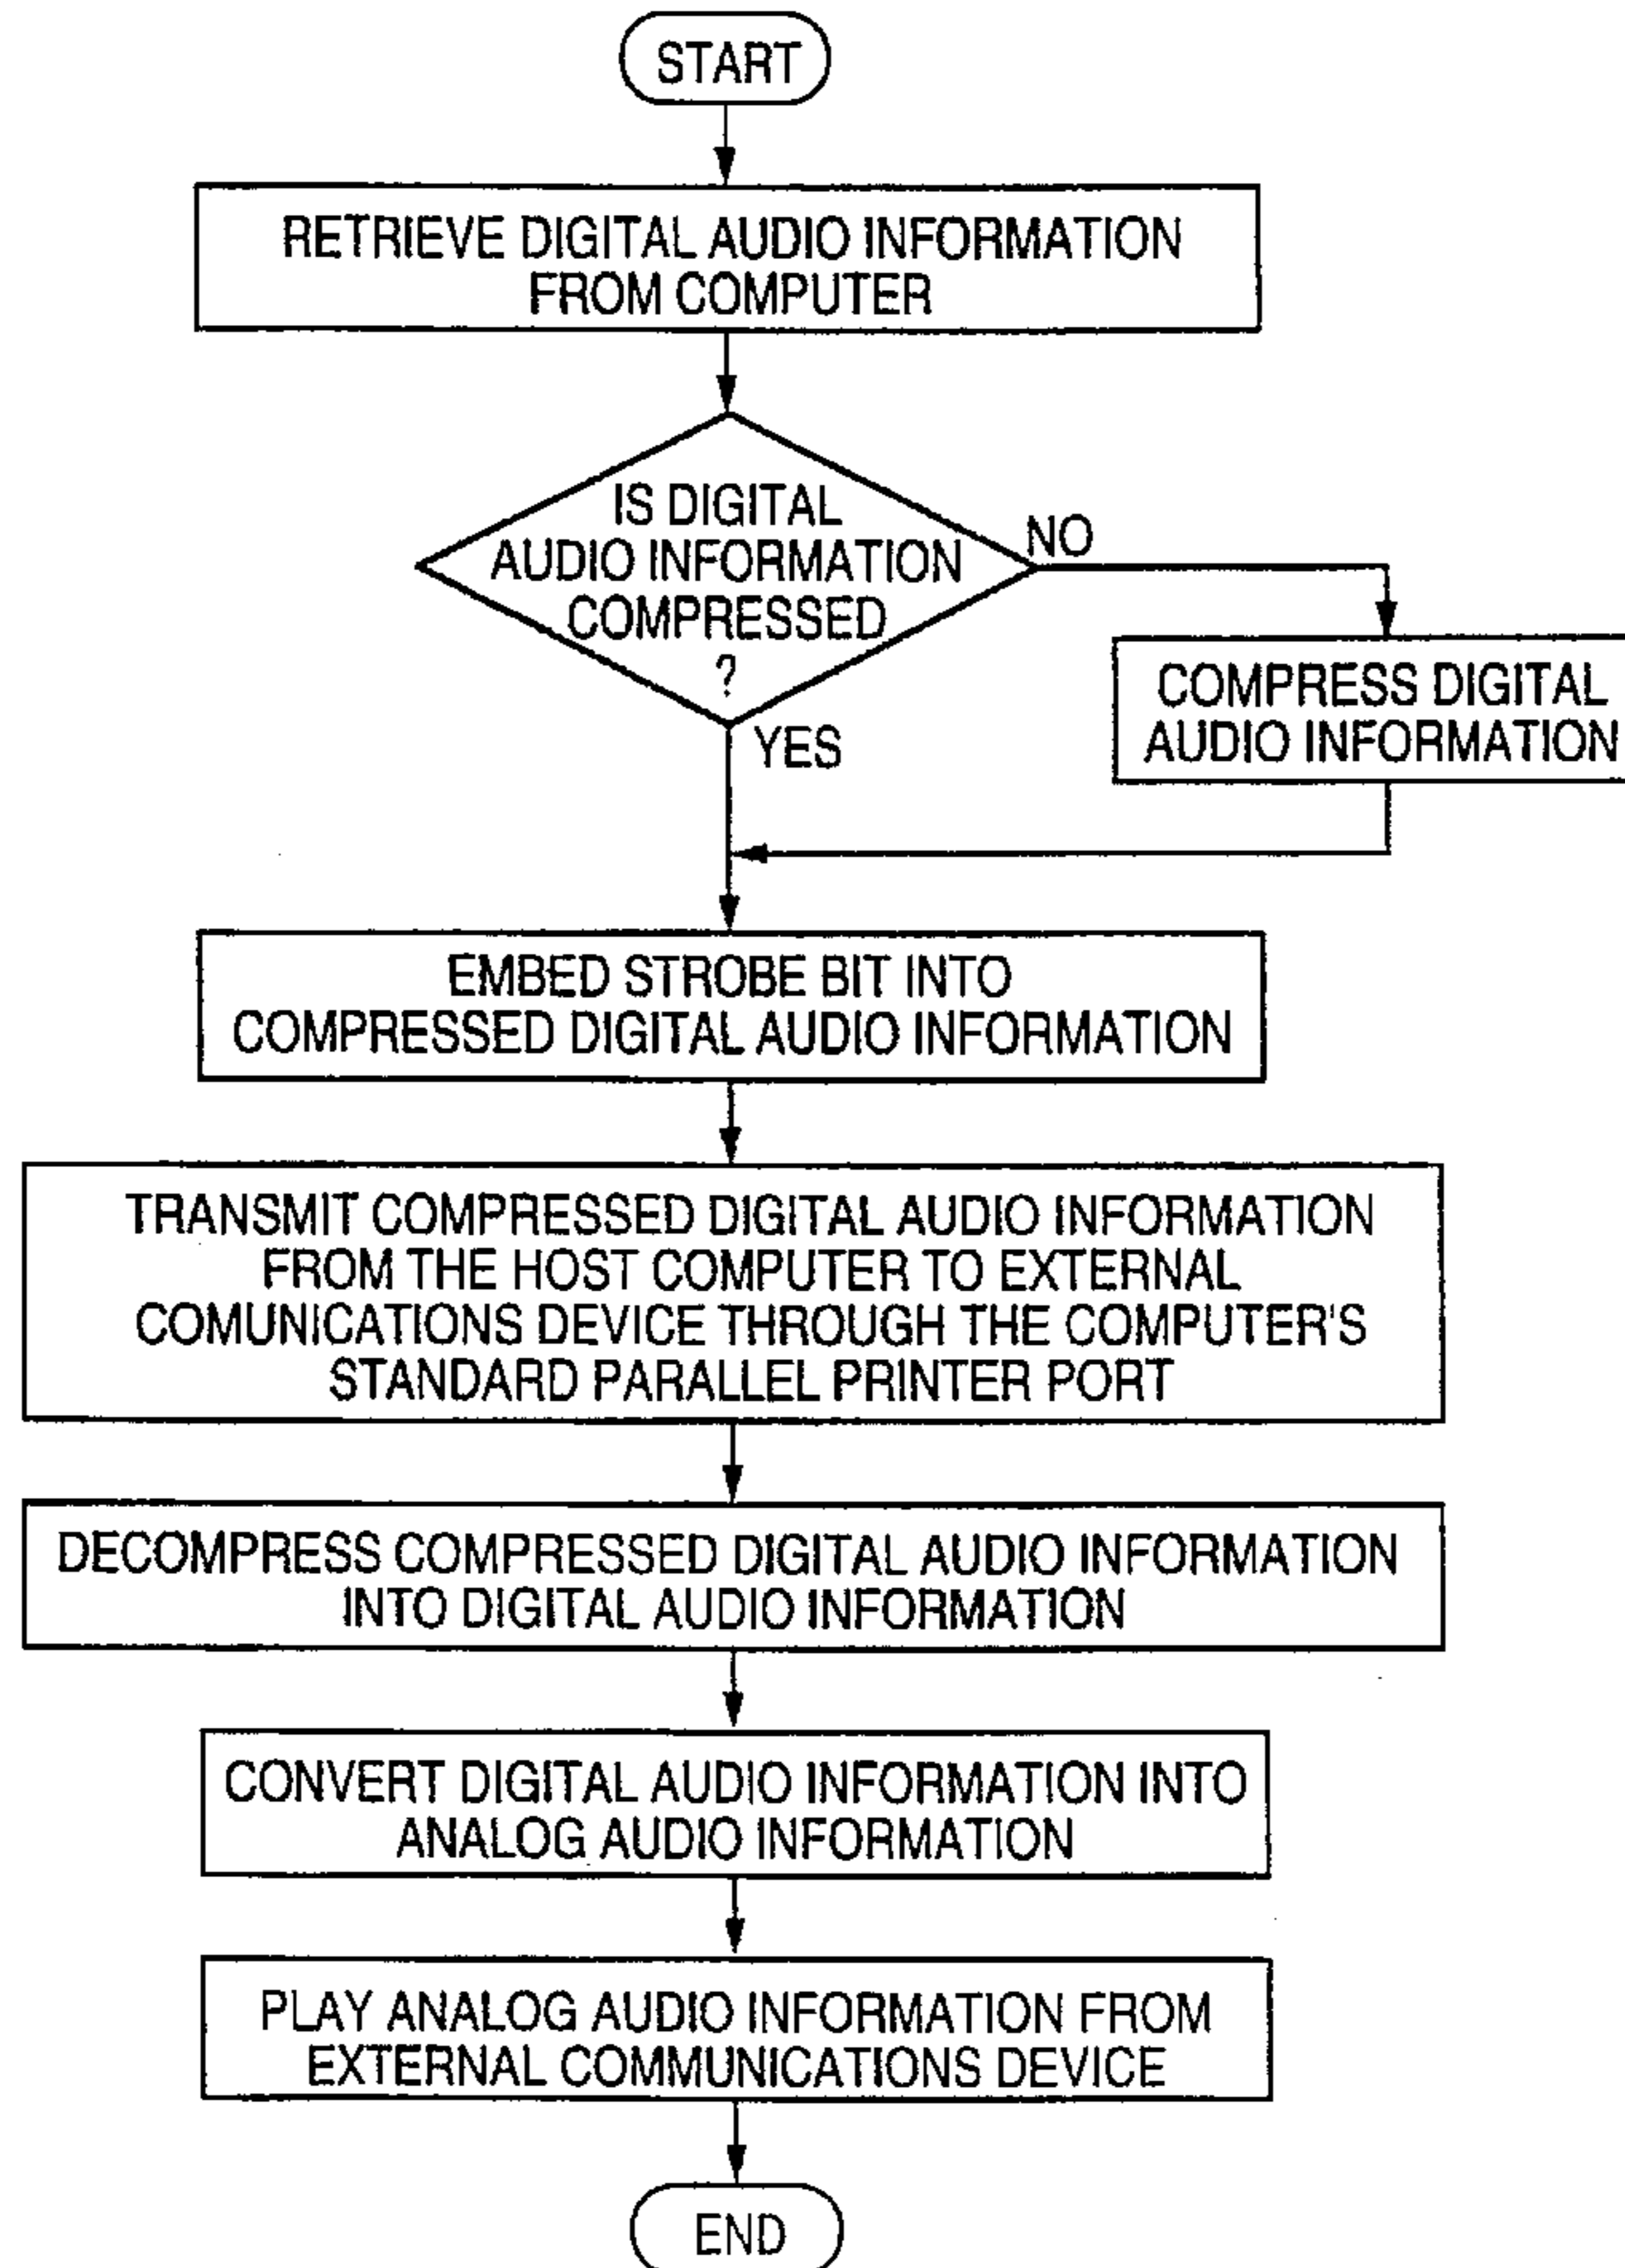 START
RETRIEVE DIGITAL AUDIO INFORMATION
FROM COMPUTER
IS DIGITAL
AUDIO INFORMATION
COMPRESSED
?
NO
COMPRESS DIGITAL
AUDIO INFORMATION
YES
EMBED STROBE BIT INTO
COMPRESSED DIGITAL AUDIO INFORMATION
TRANSMIT COMPRESSED DIGITAL AUDIO INFORMATION
FROM THE HOST COMPUTER TO EXTERNAL
COMUNICATIONS DEVICE THROUGH THE COMPUTER'S
STANDARD PARALLEL PRINTER PORT
DECOMPRESS COMPRESSED DIGITAL AUDIO INFORMATION
INTO DIGITAL AUDIO INFORMATION
CONVERT DIGITAL AUDIO INFORMATION INTO
ANALOG AUDIO INFORMATION
PLAY ANALOG AUDIO INFORMATION FROM
EXTERNAL COMMUNICATIONS DEVICE
END